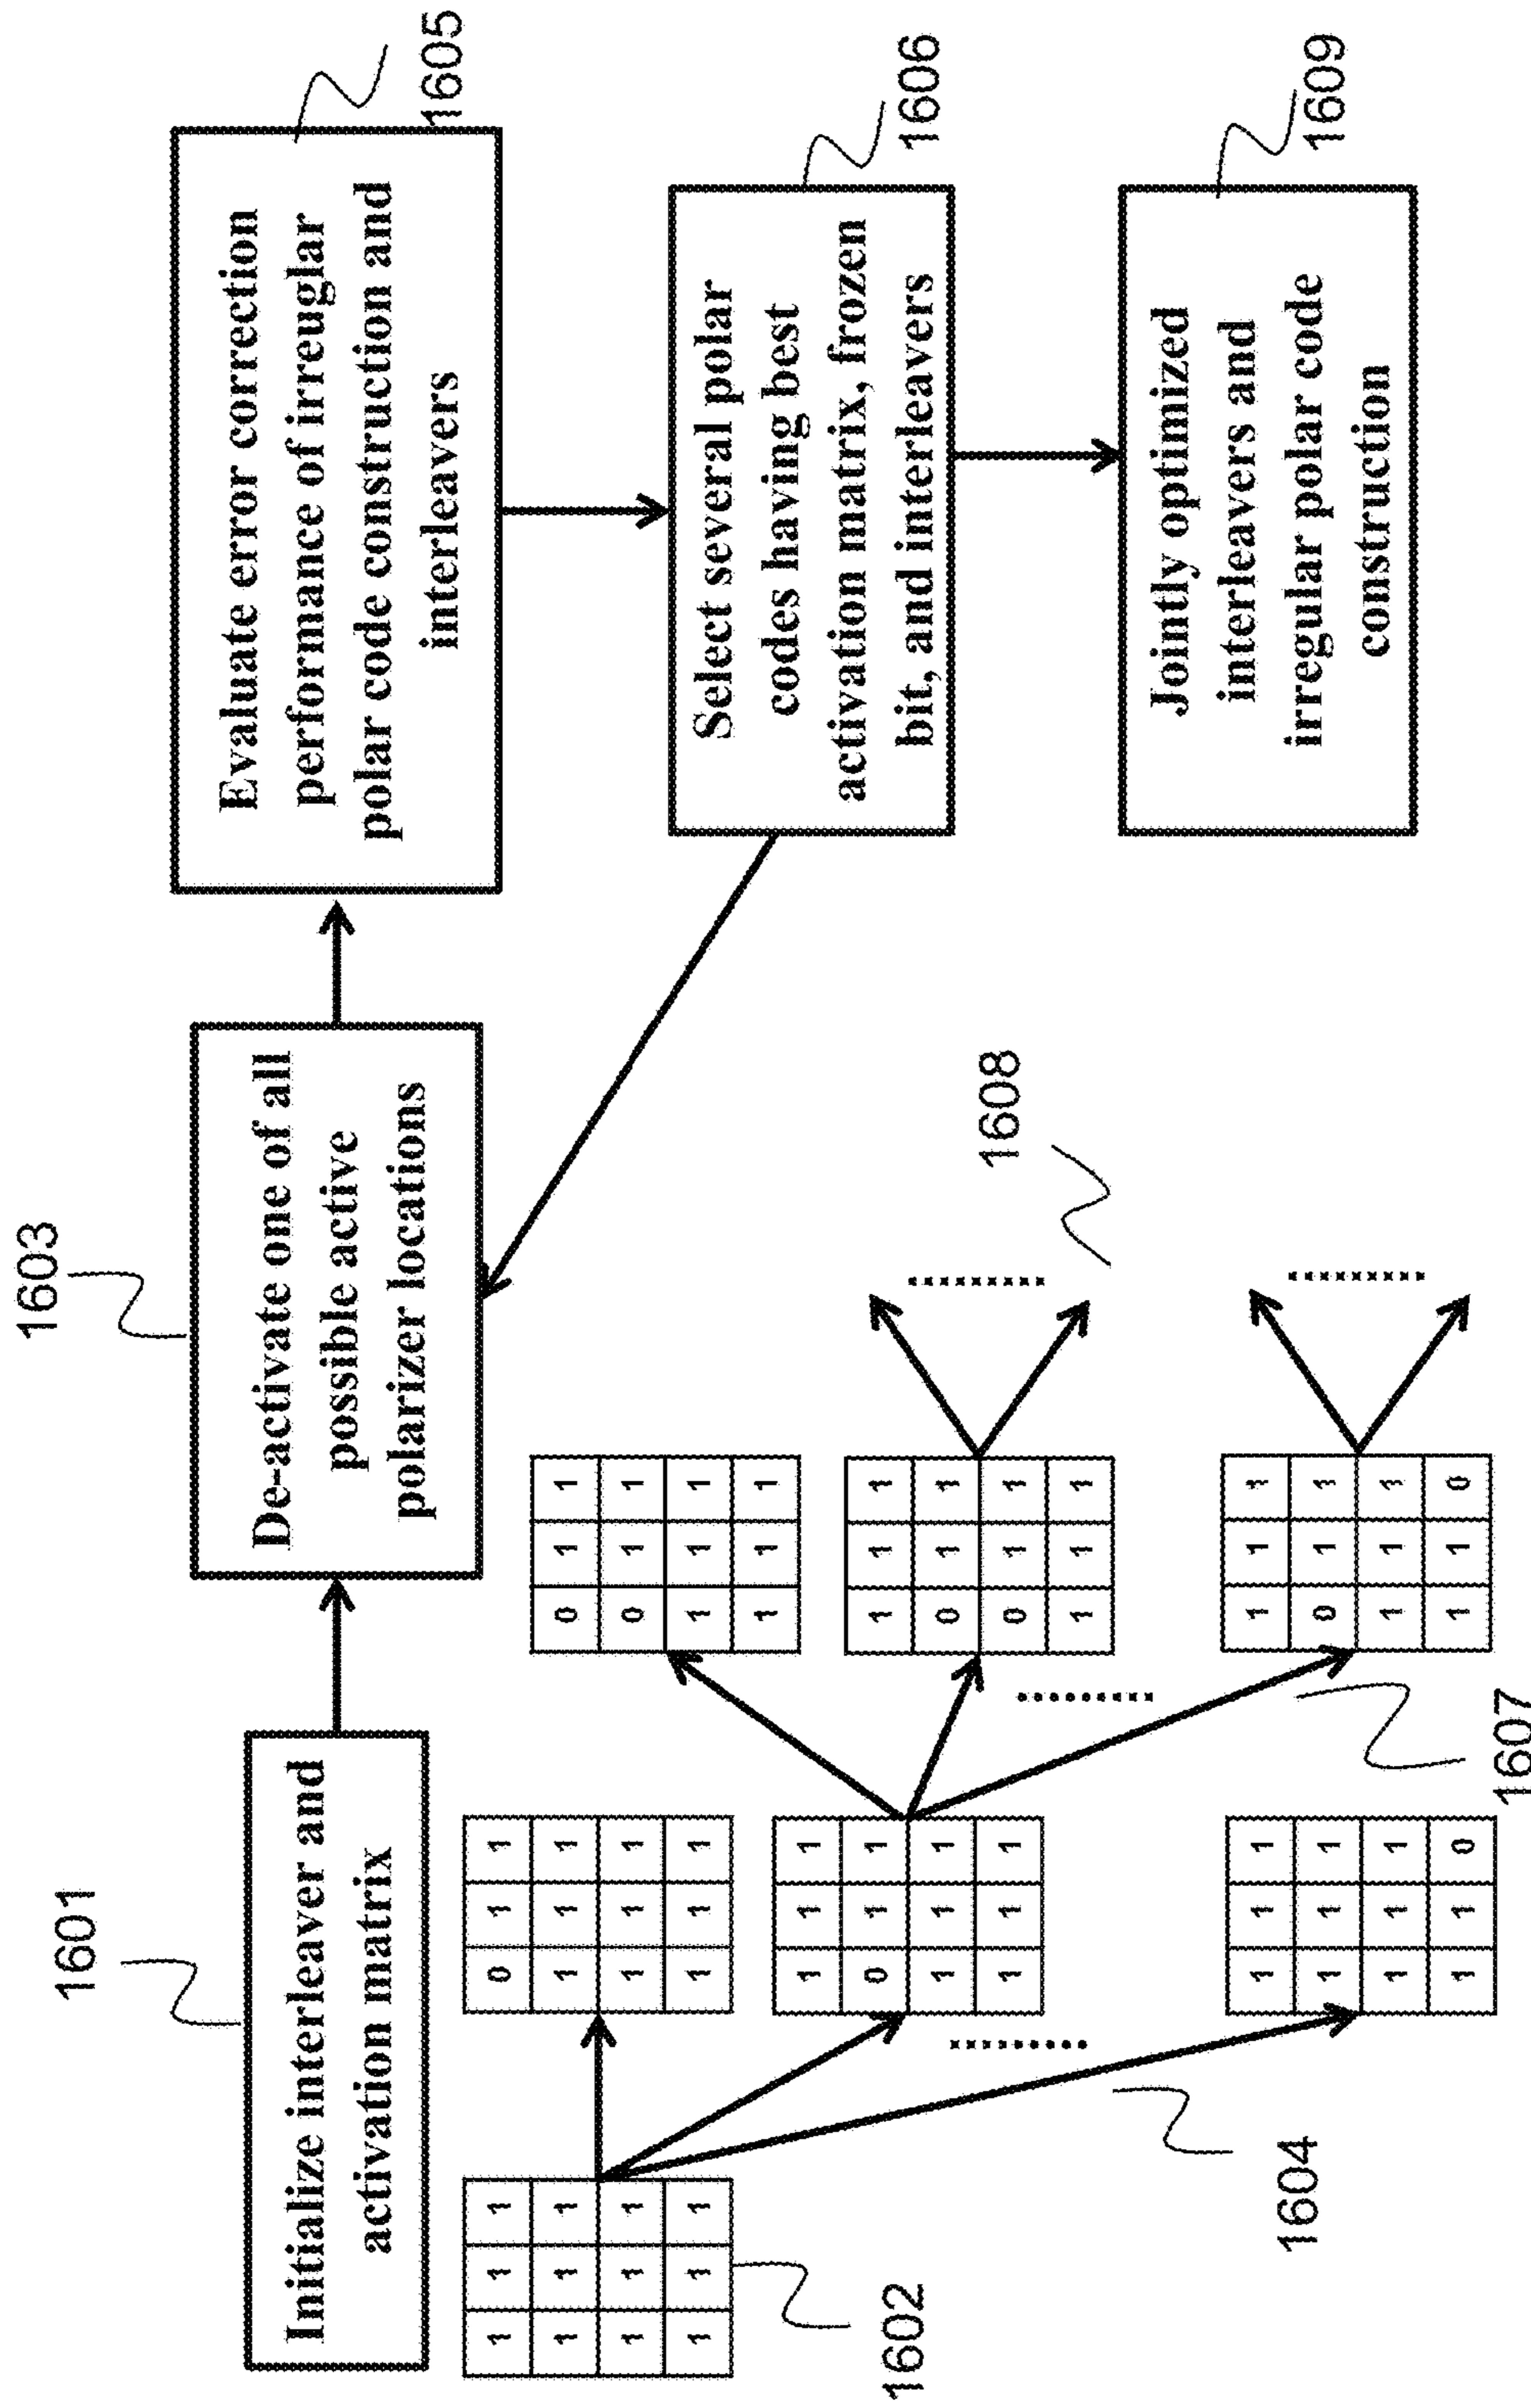 1601
Initialize interleaver and
activation matrix
1603
De-activate one of all
possible active
polarizer locations
1605
Evaluate error correction
performance of irreuglar
polar code construction and
interleavers
1606
Select several polar
codes having best
activation matrix, frozen
bit, and interleavers
1609
Jointly optimized
interleavers and
irregular polar code
construction
1 1 1
1 1 1
1 1 1
1 1 1
1602
0 1 1
1 1 1
1 1 1
1 1 1
1 1 1
0 1 1
1 1 1
1 1 1
1 1 1
1 1 1
1 1 1
1 1 0
1604
0 1 1
0 1 1
1 1 1
1 1 1
1 1 1
0 1 1
0 1 1
1 1 1
1 1 1
0 1 1
1 1 1
1 1 0
1607
1608